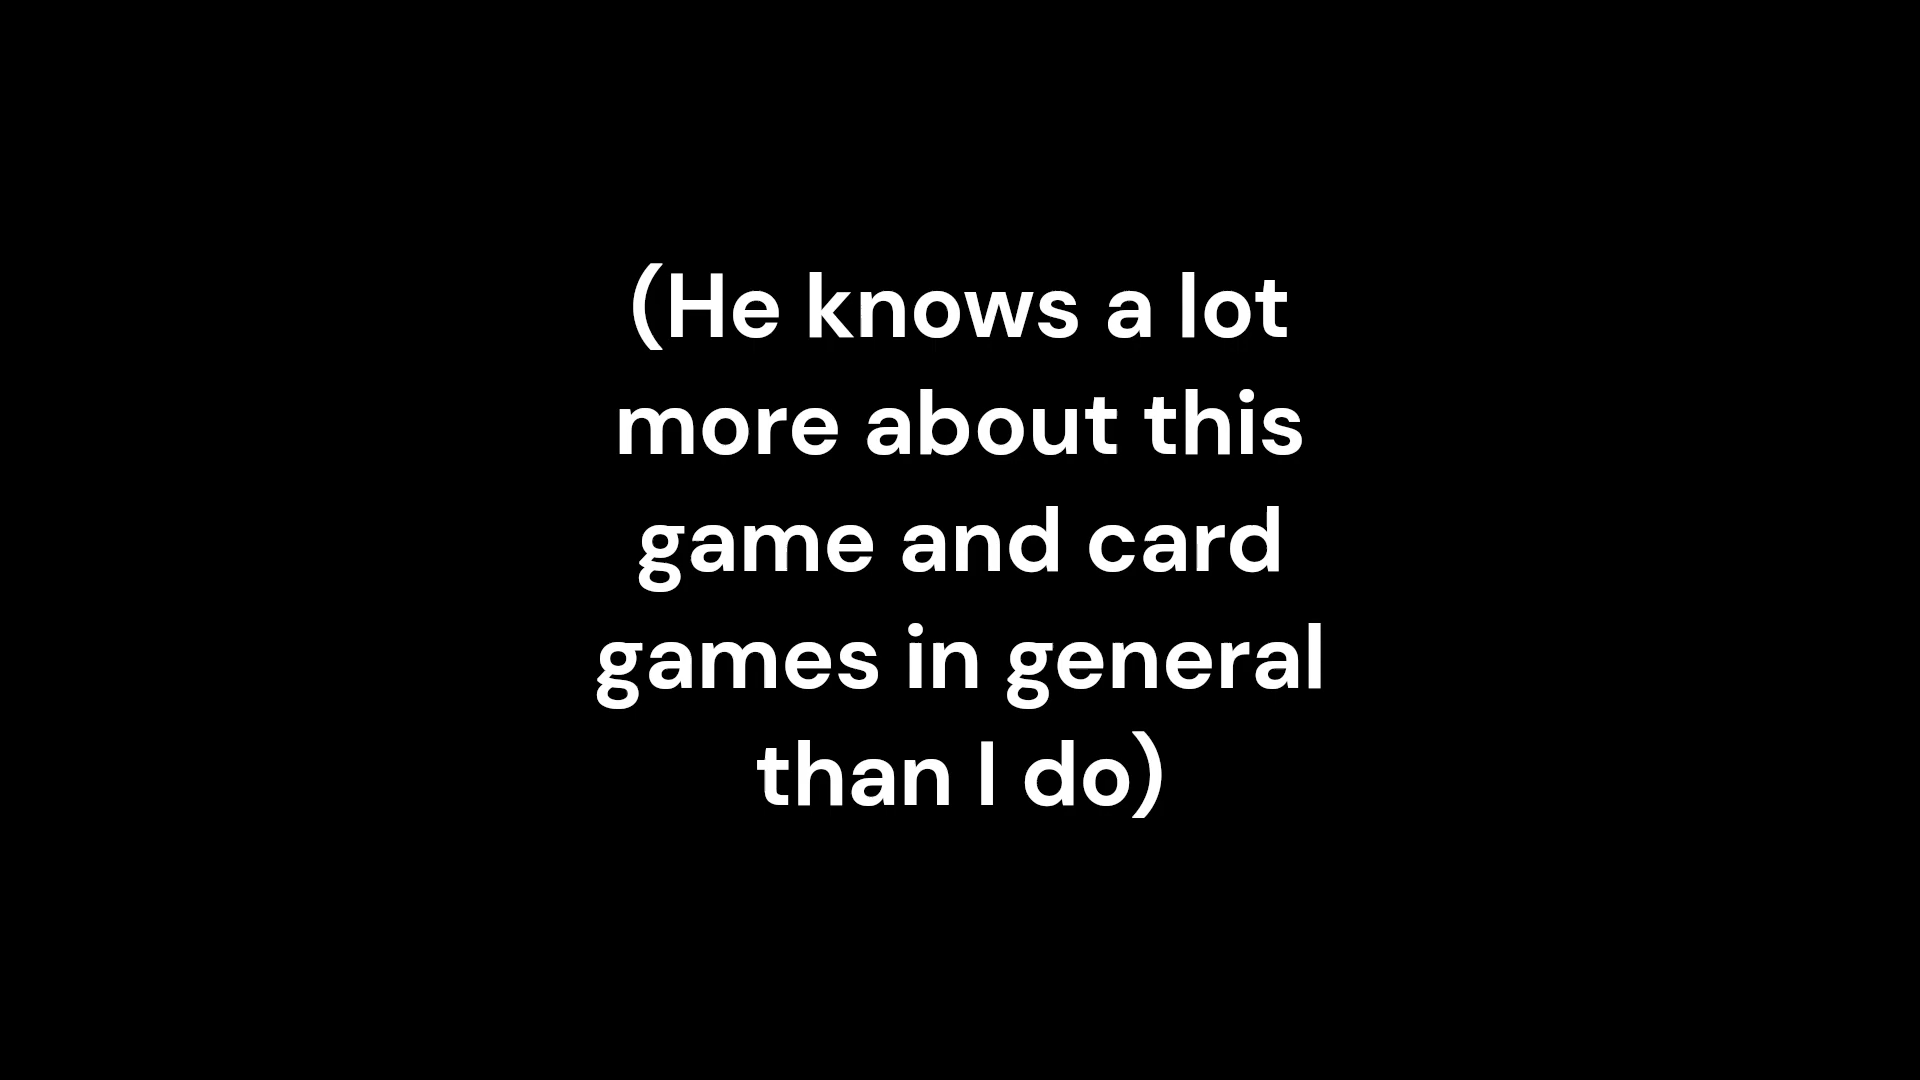 (He knows a lot
more about this
game and card
games in general
than I do)